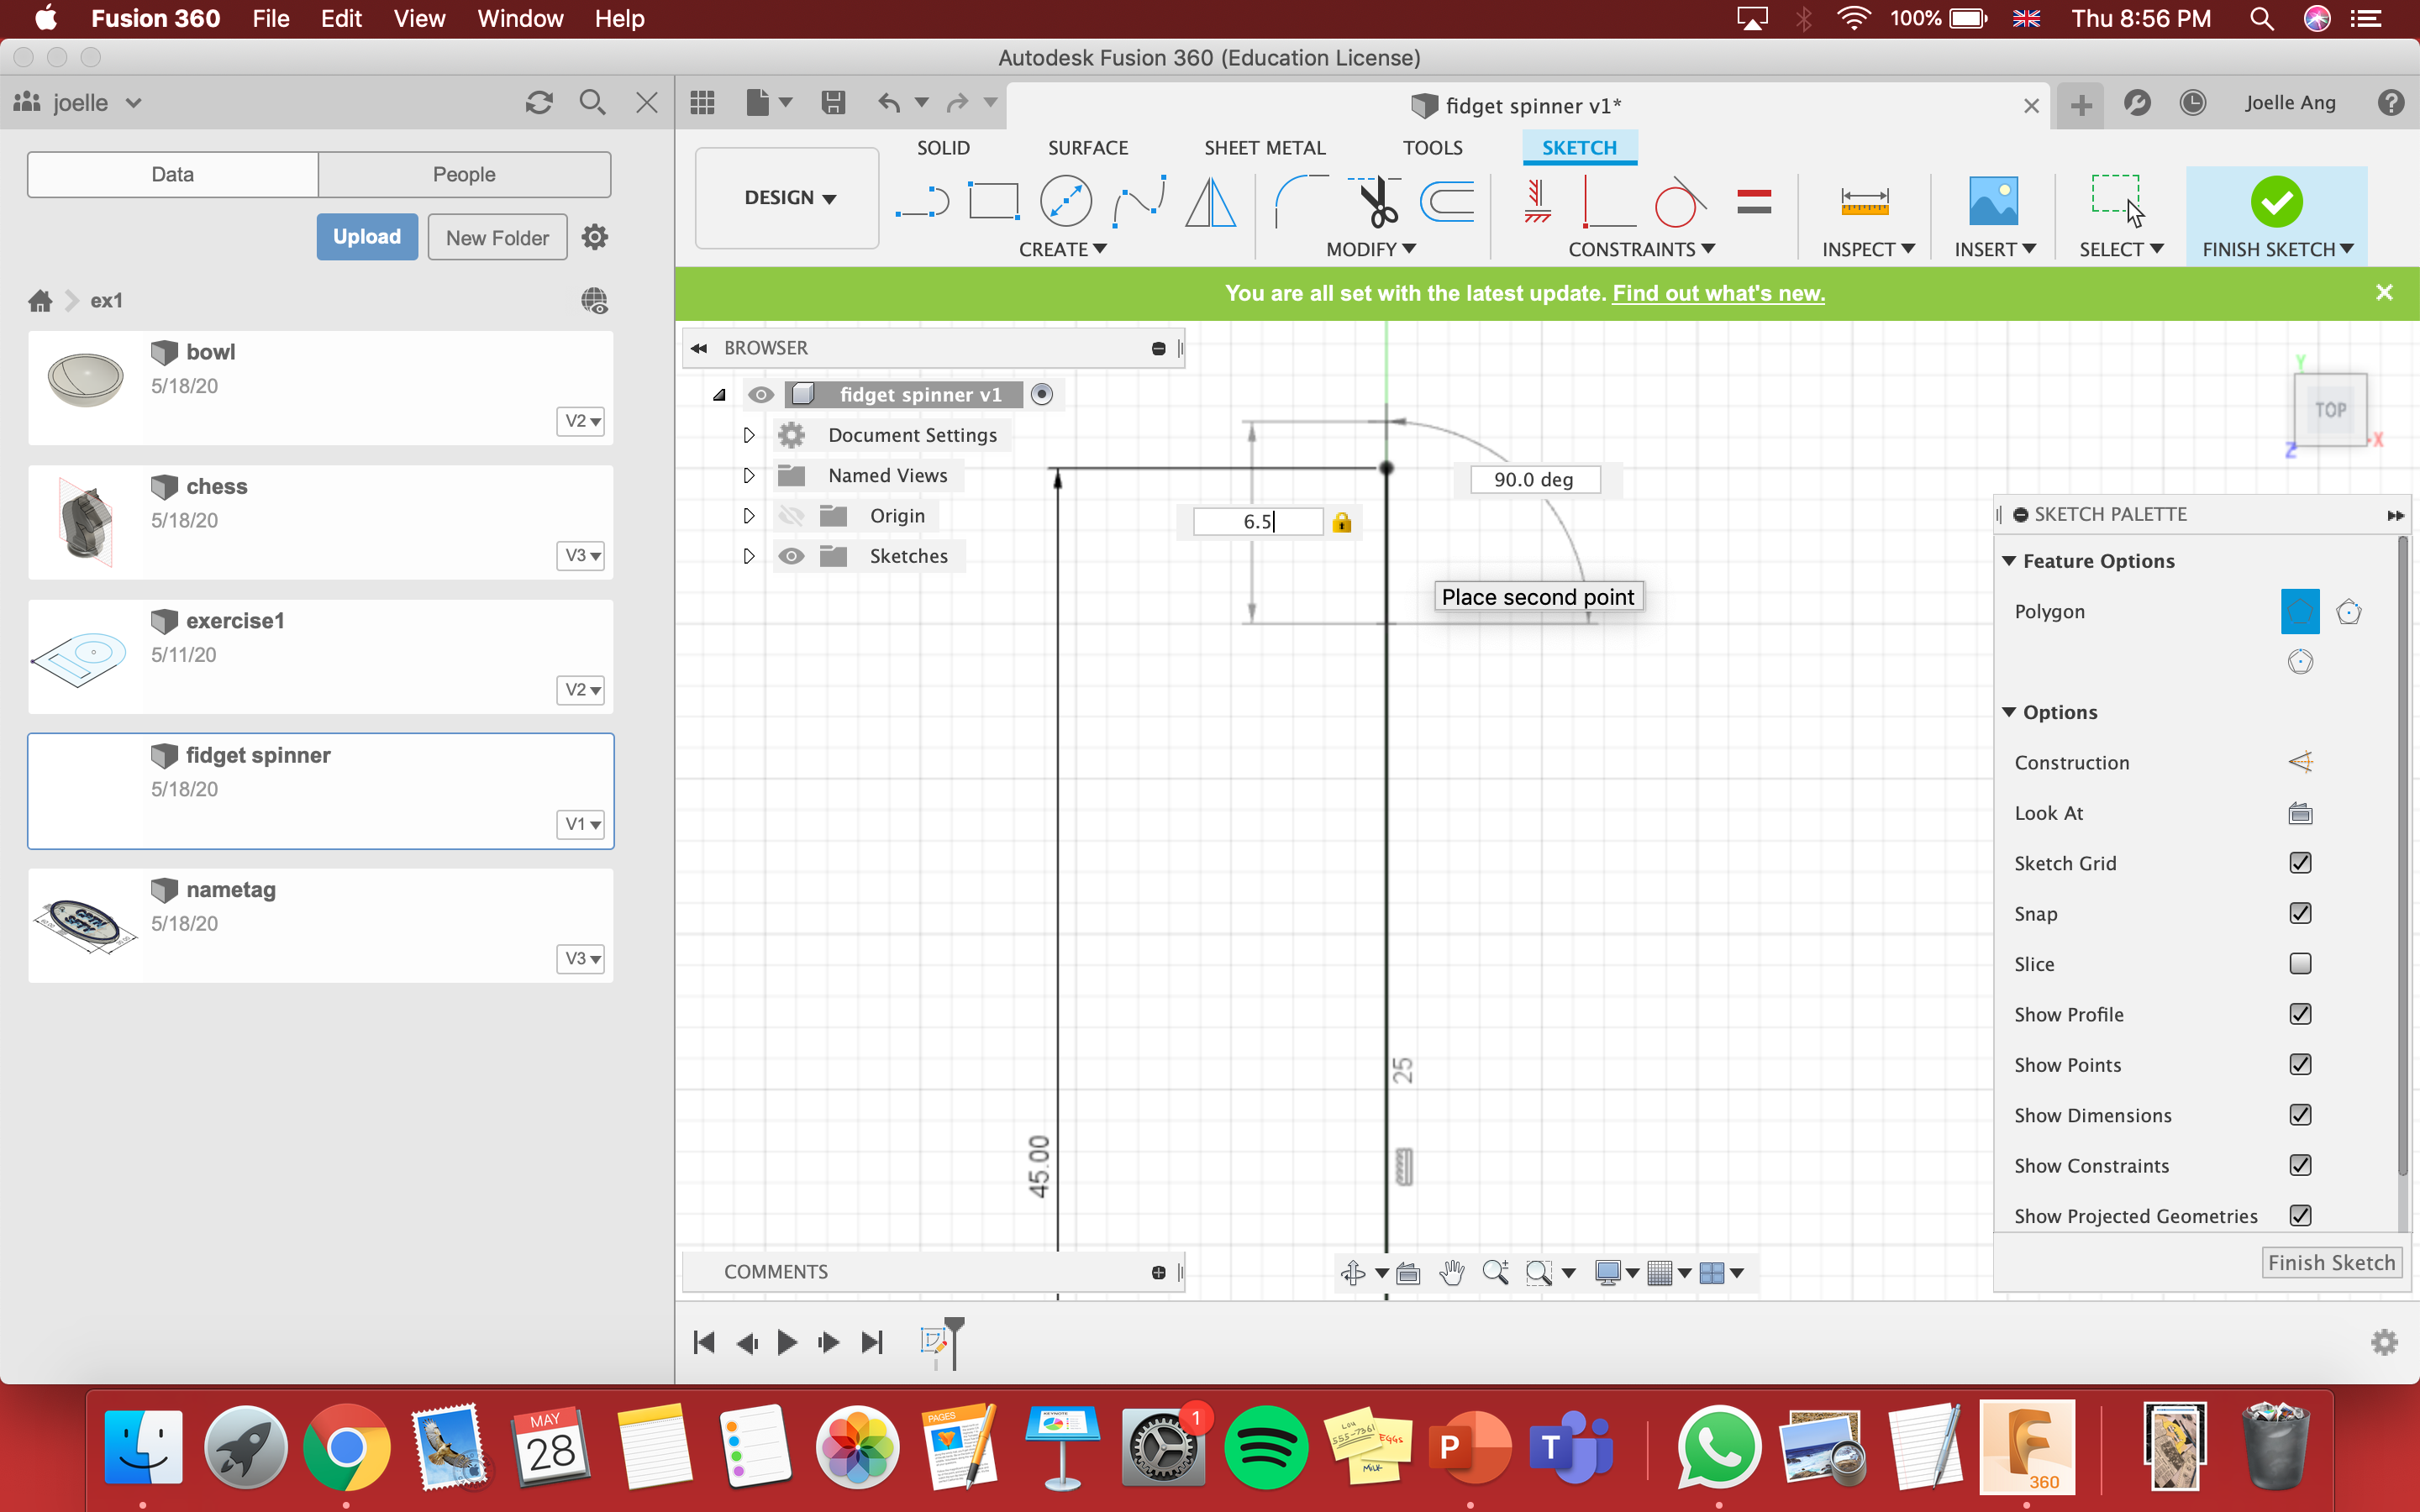 Fusion 360 File Edit View Window Help 100% Thu 8:56 PM
Autodesk Fusion 360 (Education License)
joelle
fidget spinner v1*
Joelle Ang
Data People
Upload New Folder
ex1
bowl
5/18/20
V2
chess
5/18/20
V3
exercise1
5/11/20
V2
fidget spinner
5/18/20
V1
nametag
5/18/20
V3
DESIGN
SOLID SURFACE SHEET METAL TOOLS SKETCH
CREATE MODIFY CONSTRAINTS INSPECT INSERT SELECT FINISH SKETCH
You are all set with the latest update. Find out what's new.
BROWSER
fidget spinner v1
Document Settings
Named Views
Origin
Sketches
90.0 deg
6.5
Place second point
25
45.00
Y
TOP
X
Z
SKETCH PALETTE
Feature Options
Polygon
Options
Construction
Look At
Sketch Grid
Snap
Slice
Show Profile
Show Points
Show Dimensions
Show Constraints
Show Projected Geometries
Finish Sketch
COMMENTS
MAY
28
PAGES
KEYNOTE
1
555-7361
EGGS
MILK
P
T
F
360